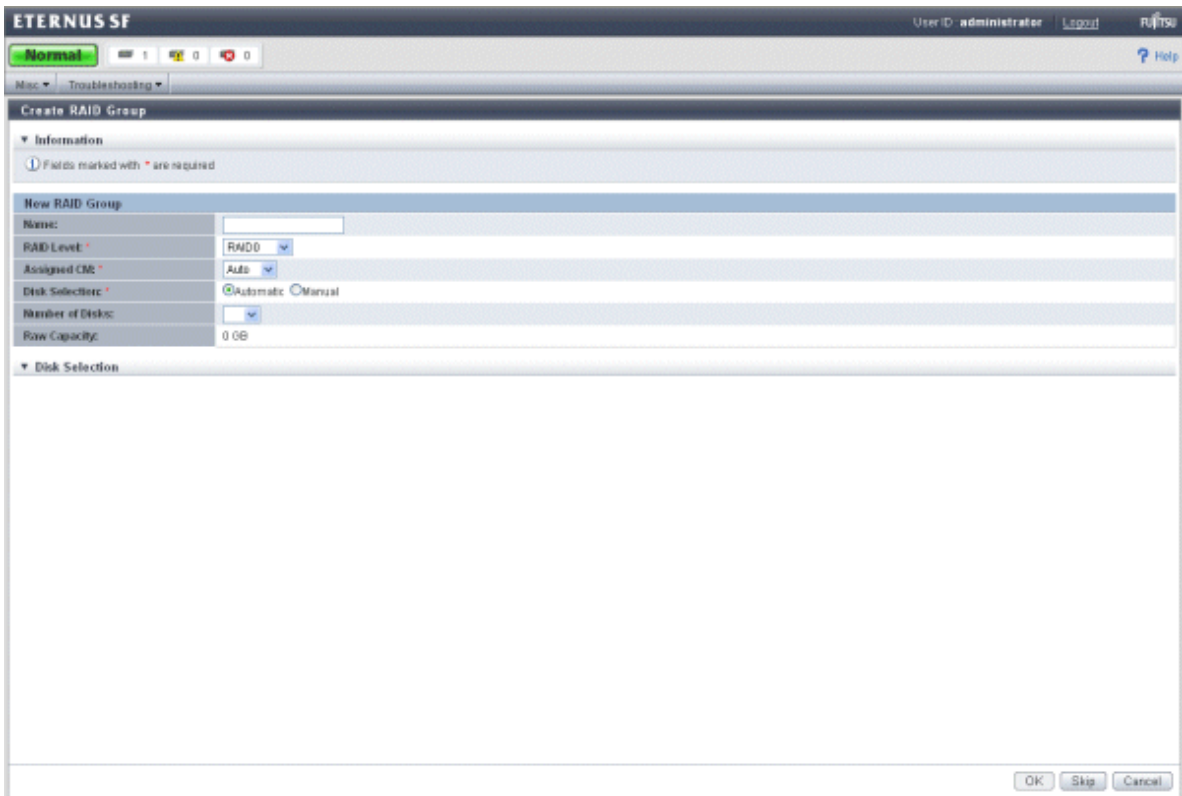 ETERNUS SF
UserID: administrator Logout FUJITSU
Normal 1 0 0 Help
Misc Troubleshooting
Create RAID Group
Information
Fields marked with * are required
New RAID Group
Name:
RAID Level: * RAID0
Assigned CM: * Auto
Disk Selection: * Automatic Manual
Number of Disks:
Raw Capacity: 0 GB
Disk Selection
OK Skip Cancel